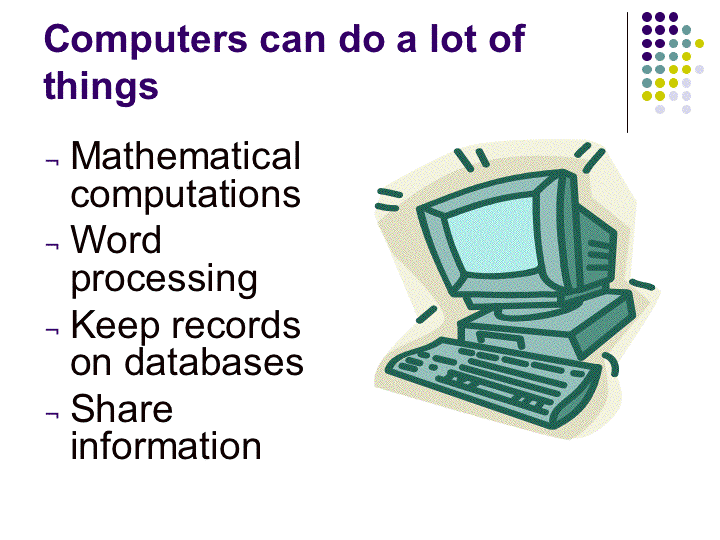 Computers can do a lot of
things
¬ Mathematical
computations
¬ Word
processing
¬ Keep records
on databases
¬ Share
information